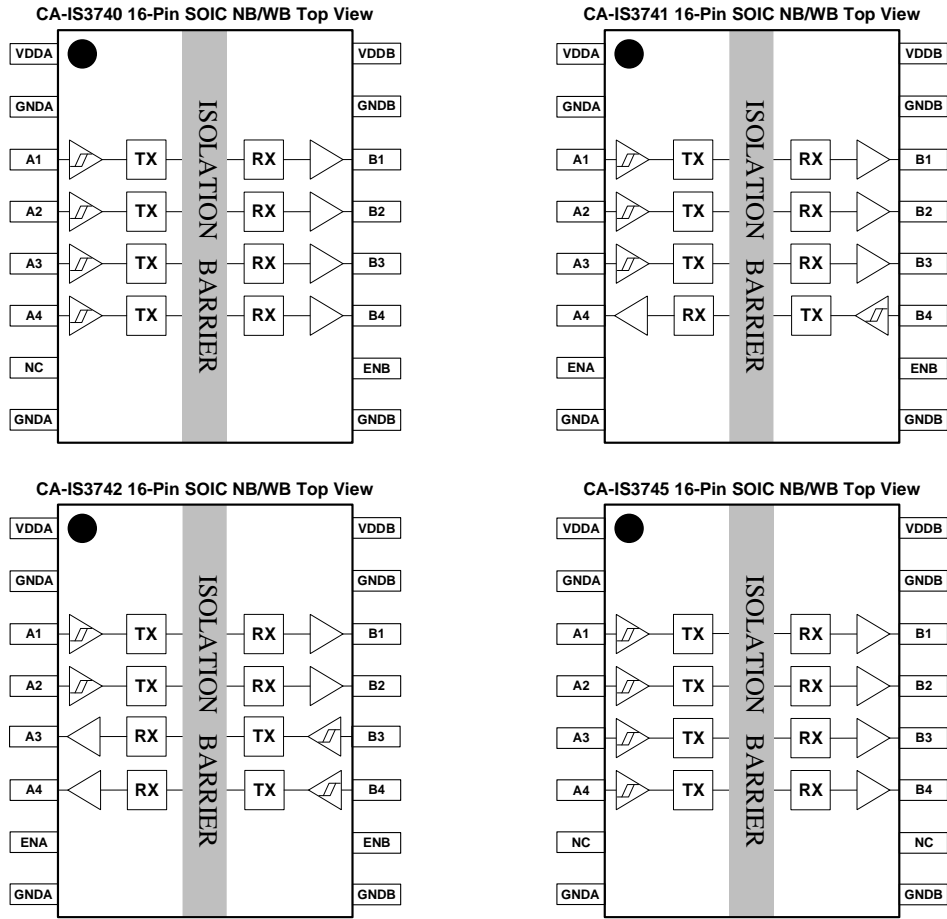 CA-IS3740 16-Pin SOIC NB/WB Top View
VDDA
VDDB
GNDA
GNDB
A1
TX
RX
B1
A2
TX
RX
B2
A3
TX
RX
B3
A4
TX
RX
B4
NC
ENB
GNDA
GNDB
ISOLATION BARRIER
CA-IS3741 16-Pin SOIC NB/WB Top View
VDDA
VDDB
GNDA
GNDB
A1
TX
RX
B1
A2
TX
RX
B2
A3
TX
RX
B3
A4
RX
TX
B4
ENA
ENB
GNDA
GNDB
ISOLATION BARRIER
CA-IS3742 16-Pin SOIC NB/WB Top View
VDDA
VDDB
GNDA
GNDB
A1
TX
RX
B1
A2
TX
RX
B2
A3
RX
TX
B3
A4
RX
TX
B4
ENA
ENB
GNDA
GNDB
ISOLATION BARRIER
CA-IS3745 16-Pin SOIC NB/WB Top View
VDDA
VDDB
GNDA
GNDB
A1
TX
RX
B1
A2
TX
RX
B2
A3
TX
RX
B3
A4
TX
RX
B4
NC
NC
GNDA
GNDB
ISOLATION BARRIER